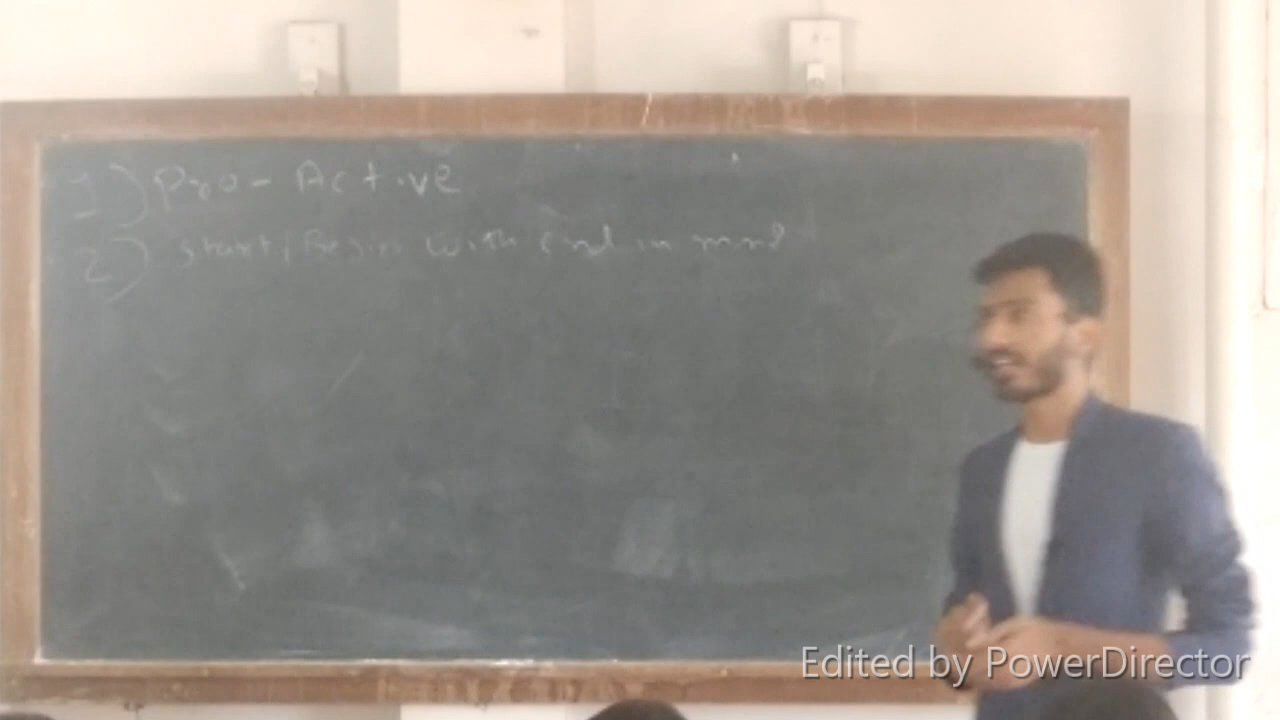 1) Pro-Active
2) Start/Begin with end in mind
Edited by PowerDirector